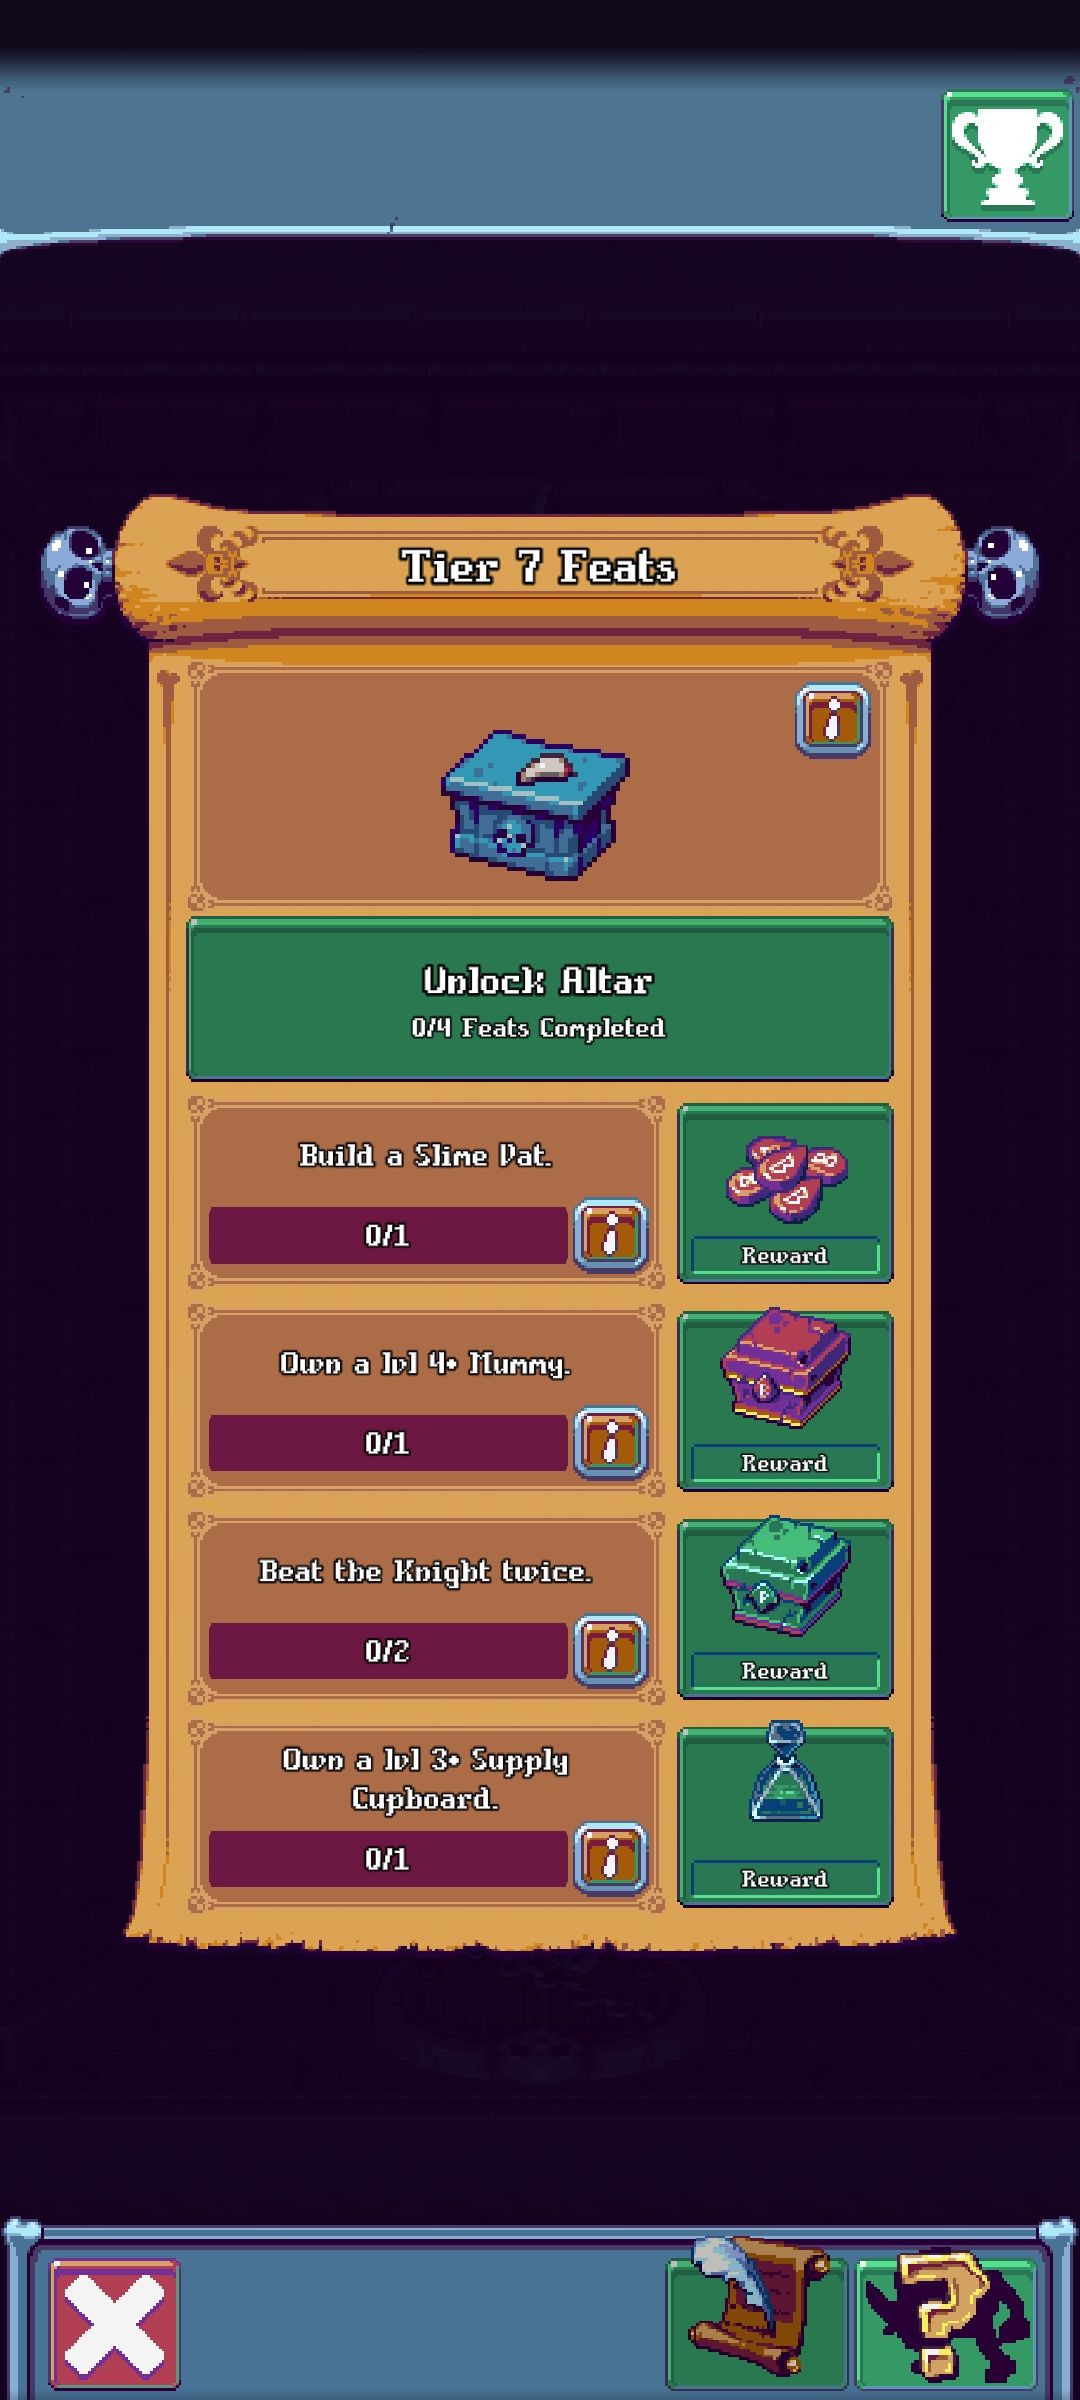 Tier 7 Feats
Unlock Altar
0/4 Feats Completed
Build a Slime Vat.
0/1
Reward
Own a lvl 4+ Mummy.
0/1
Reward
Beat the Knight twice.
0/2
Reward
Own a lvl 3+ Supply
Cupboard.
0/1
Reward